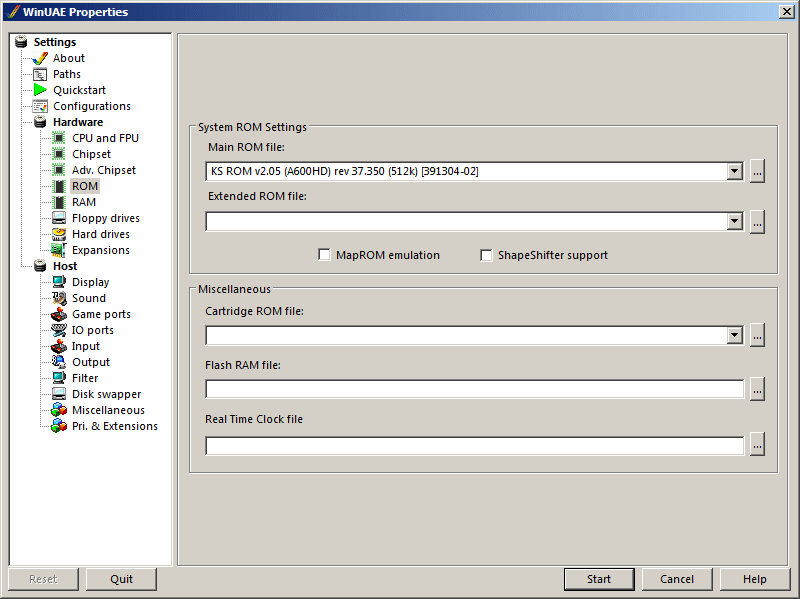 WinUAE Properties
Settings
About
Paths
Quickstart
Configurations
Hardware
CPU and FPU
Chipset
Adv. Chipset
ROM
RAM
Floppy drives
Hard drives
Expansions
Host
Display
Sound
Game ports
IO ports
Input
Output
Filter
Disk swapper
Miscellaneous
Pri. & Extensions
System ROM Settings
Main ROM file:
KS ROM v2.05 (A600HD) rev 37.350 (512k) [391304-02]
...
Extended ROM file:
...
MapROM emulation
ShapeShifter support
Miscellaneous
Cartridge ROM file:
...
Flash RAM file:
...
Real Time Clock file
...
Reset
Quit
Start
Cancel
Help